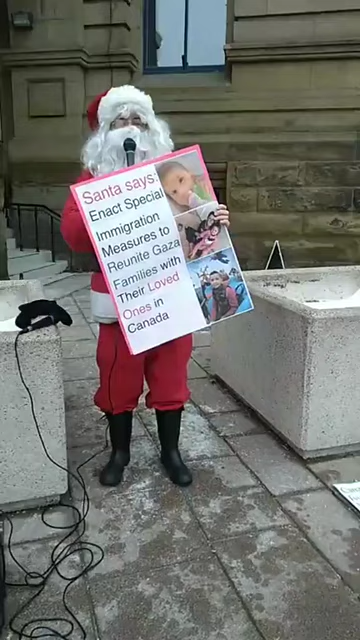 Santa says:
Enact Special
Immigration
Measures to
Reunite Gaza
Families with
Their Loved
Ones in
Canada